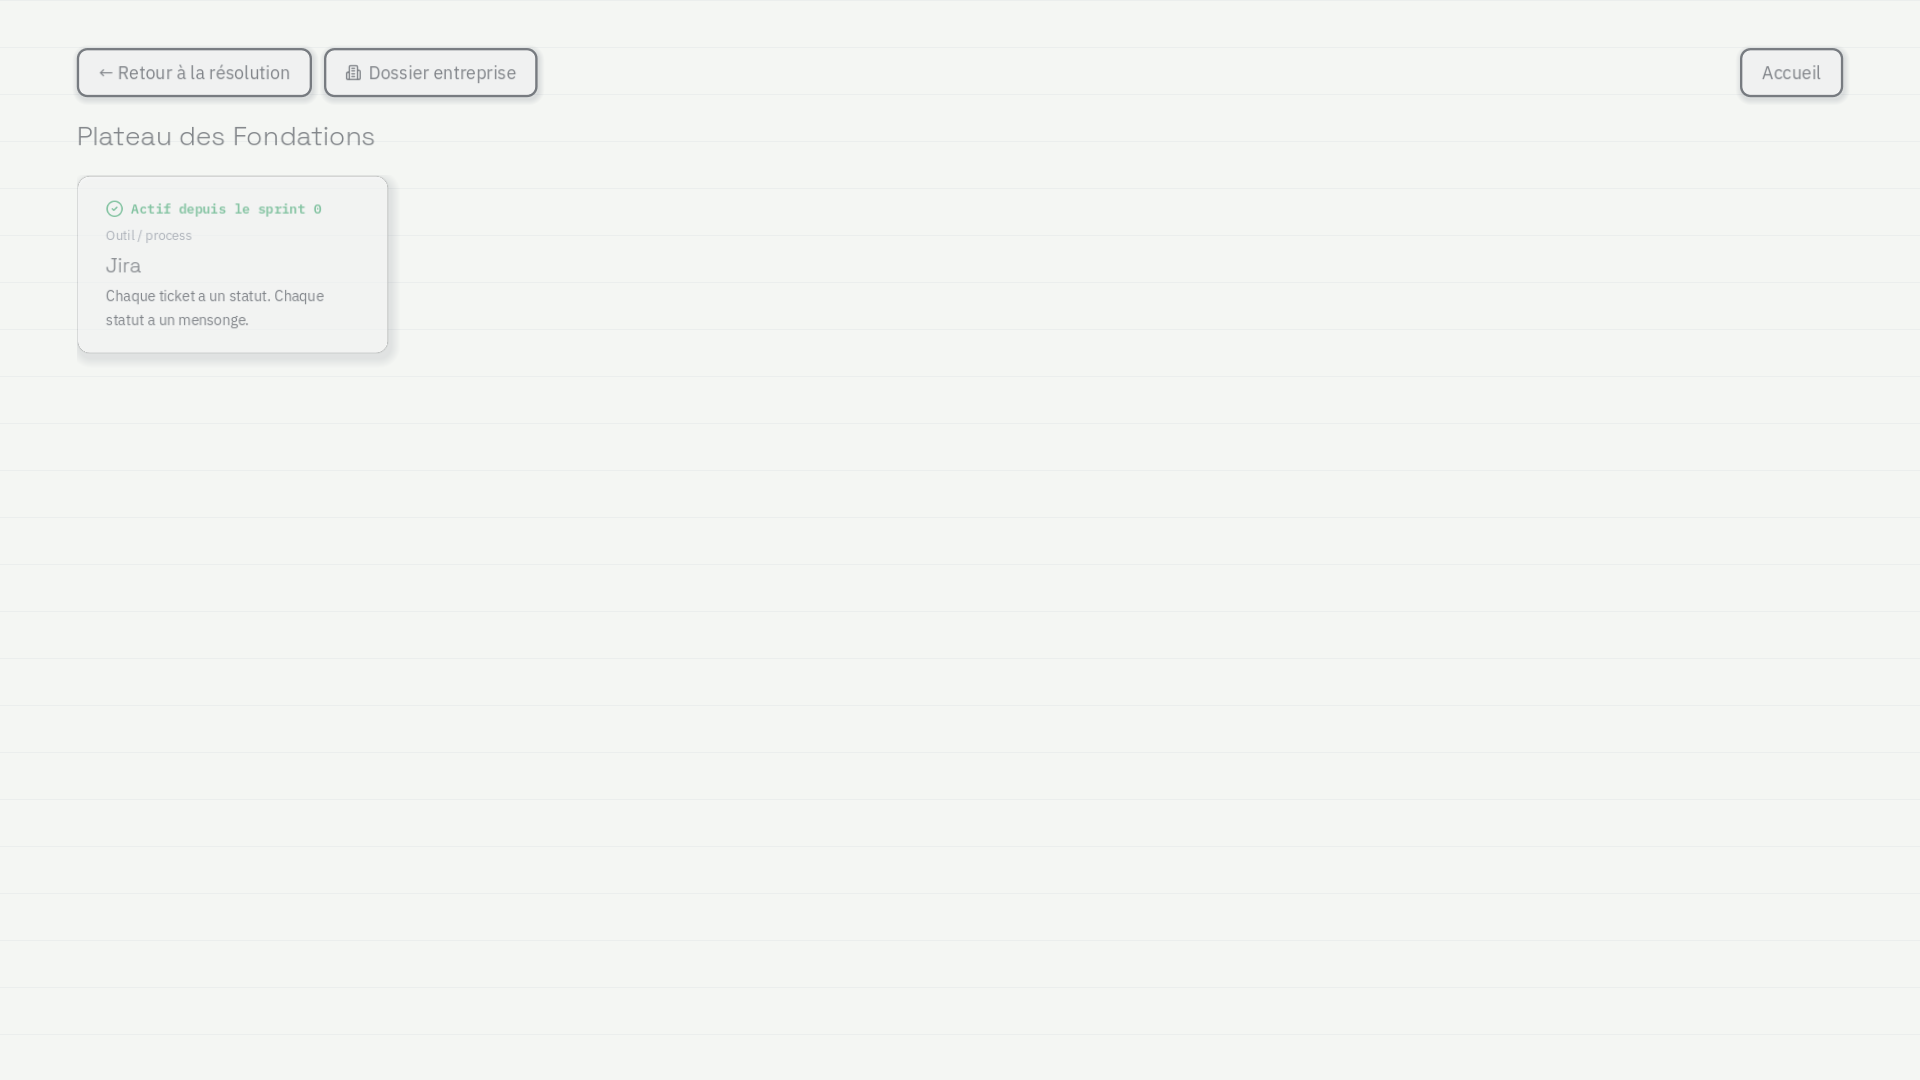 ← Retour à la résolution
Dossier entreprise
Accueil
Plateau des Fondations
Actif depuis le sprint 0
Outil / process
Jira
Chaque ticket a un statut. Chaque
statut a un mensonge.